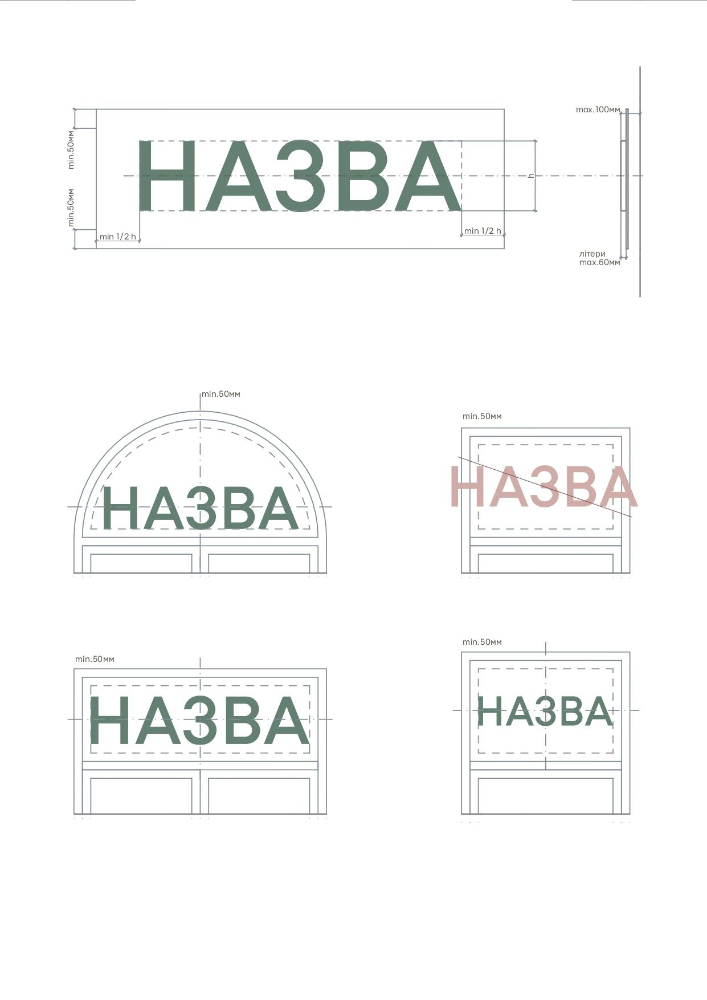 max.100мм
min.50мм
НАЗВА
h
min.50мм
min 1/2 h
min 1/2 h
літери
max.60мм
min.50мм
НАЗВА
min.50мм
НАЗВА
min.50мм
НАЗВА
min.50мм
НАЗВА